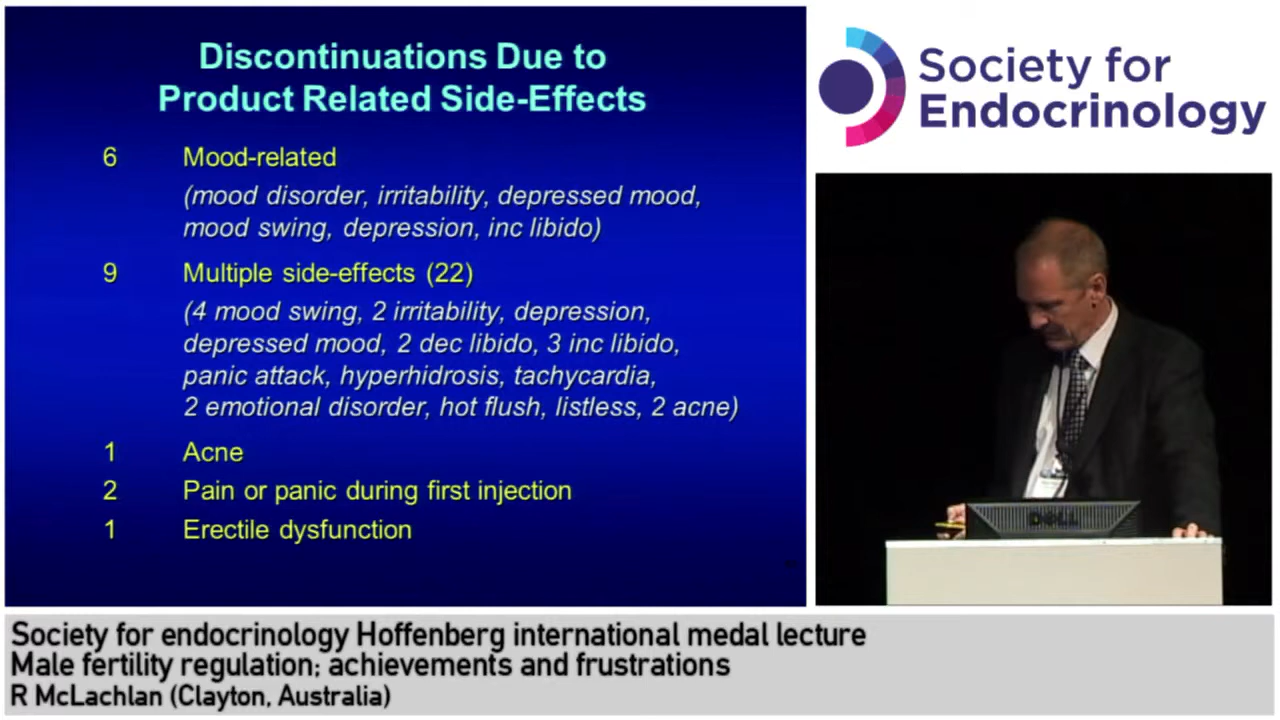 Discontinuations Due to
Product Related Side-Effects
6 Mood-related
(mood disorder, irritability, depressed mood,
mood swing, depression, inc libido)
9 Multiple side-effects (22)
(4 mood swing, 2 irritability, depression,
depressed mood, 2 dec libido, 3 inc libido,
panic attack, hyperhidrosis, tachycardia,
2 emotional disorder, hot flush, listless, 2 acne)
1 Acne
2 Pain or panic during first injection
1 Erectile dysfunction
Society for
Endocrinology
DELL
Society for endocrinology Hoffenberg international medal lecture
Male fertility regulation; achievements and frustrations
R McLachlan (Clayton, Australia)